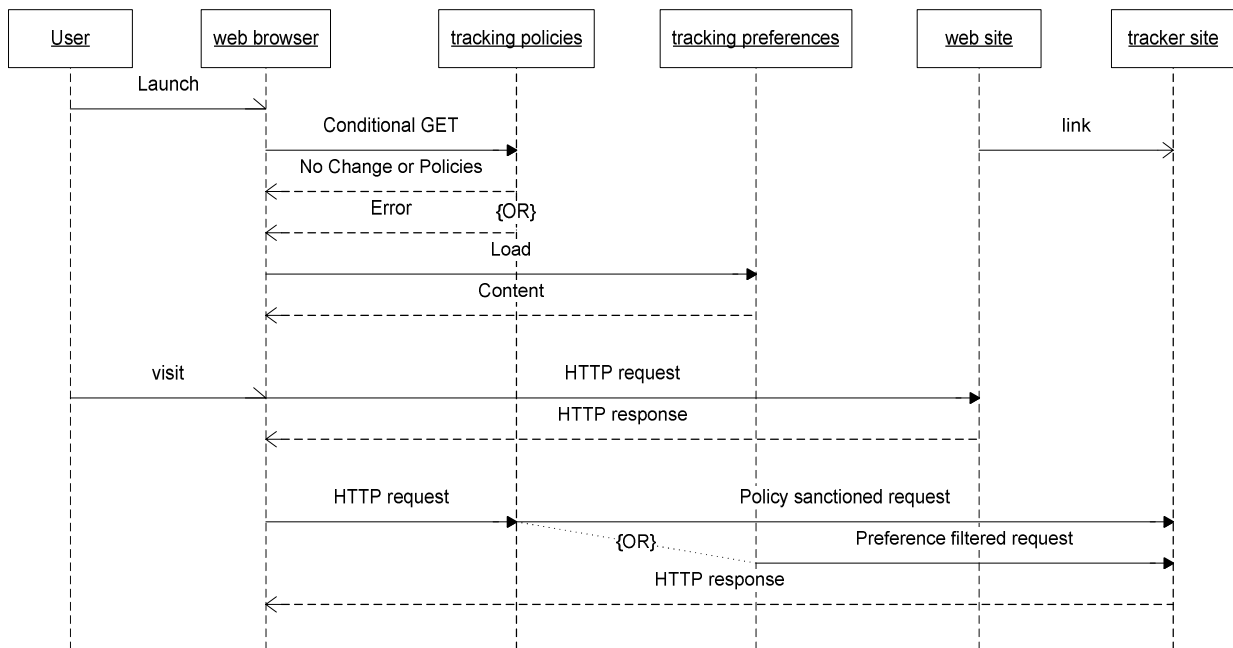 User
web browser
tracking policies
tracking preferences
web site
tracker site
Launch
Conditional GET
link
No Change or Policies
Error
{OR}
Load
Content
visit
HTTP request
HTTP response
HTTP request
Policy sanctioned request
{OR}
Preference filtered request
HTTP response